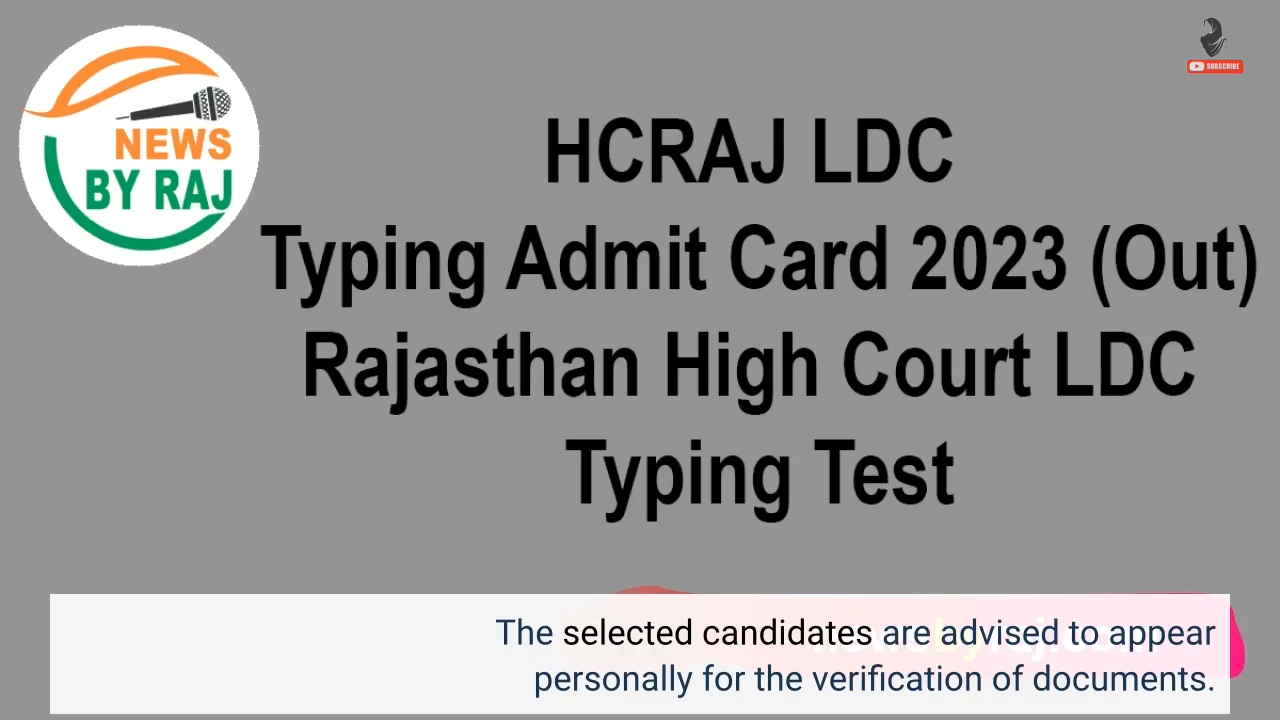 NEWS
BY RAJ
SUBSCRIBE
HCRAJ LDC
Typing Admit Card 2023 (Out)
Rajasthan High Court LDC
Typing Test
The selected candidates are advised to appear
personally for the verification of documents.